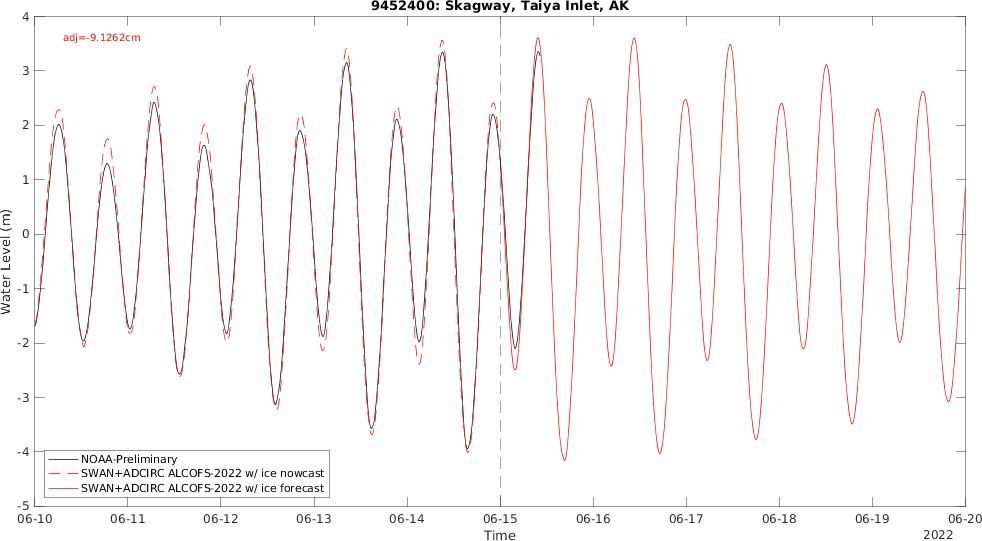 9452400: Skagway, Taiya Inlet, AK
adj=-9.1262cm
Water Level (m)
4
3
2
1
0
-1
-2
-3
-4
-5
NOAA-Preliminary
SWAN+ADCIRC ALCOFS-2022 w/ ice nowcast
SWAN+ADCIRC ALCOFS-2022 w/ ice forecast
06-10 06-11 06-12 06-13 06-14 06-15 06-16 06-17 06-18 06-19 06-20
Time
2022